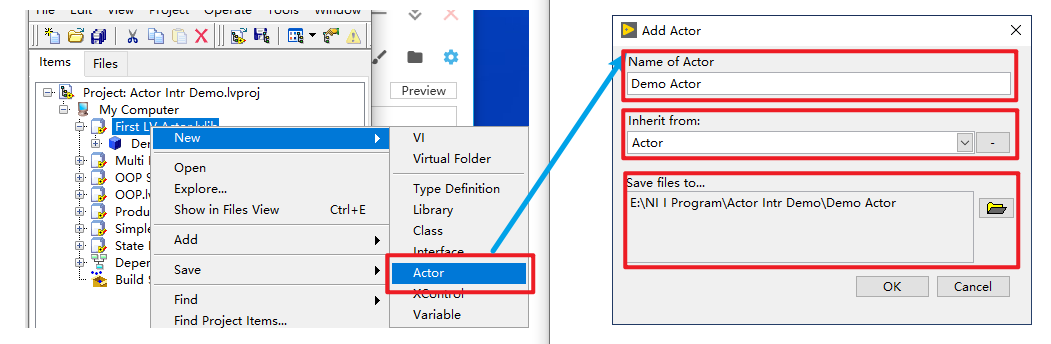 File Edit View Project Operate Tools Window
Items
Files
Project: Actor Intr Demo.lvproj
My Computer
First LV Actor.lvlib
Der
Multi
OOP S
OOP.lv
Produ
Simple
State
Deper
Build S
New
Open
Explore...
Show in Files View Ctrl+E
Add
Save
Find
Find Project Items...
VI
Virtual Folder
Type Definition
Library
Class
Interface
Actor
XControl
Variable
Preview
Add Actor
Name of Actor
Demo Actor
Inherit from:
Actor
-
Save files to...
E:\NI I Program\Actor Intr Demo\Demo Actor
OK
Cancel